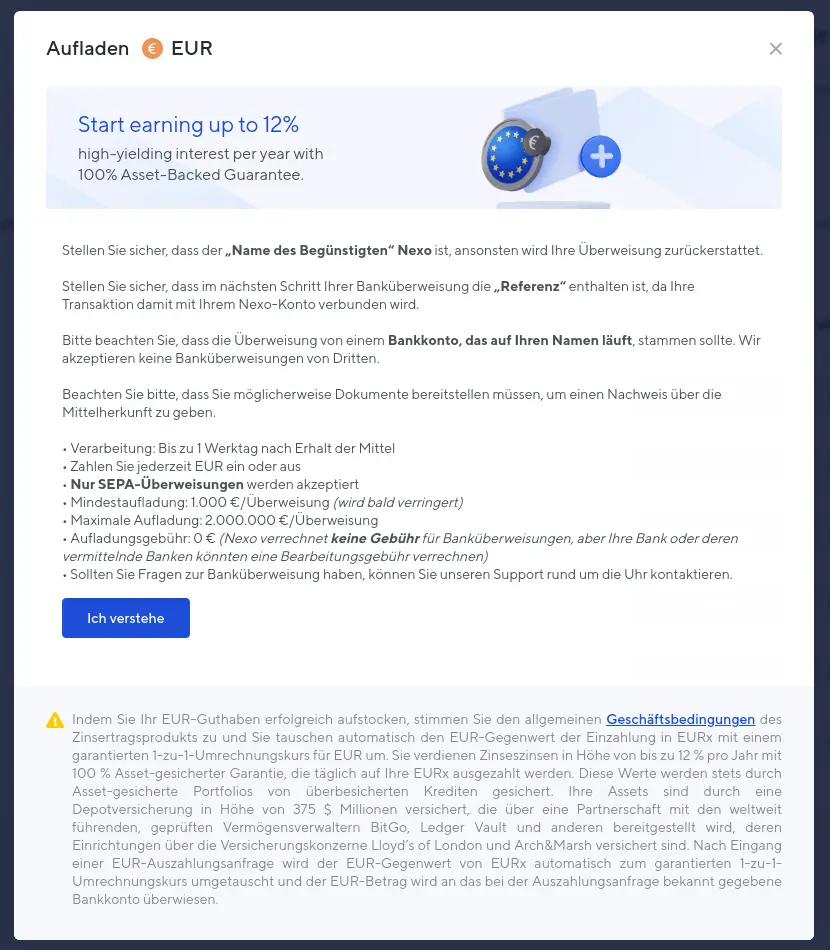 Aufladen € EUR
Start earning up to 12%
high-yielding interest per year with
100% Asset-Backed Guarantee.
Stellen Sie sicher, dass der „Name des Begünstigten“ Nexo ist, ansonsten wird Ihre Überweisung zurückerstattet.
Stellen Sie sicher, dass im nächsten Schritt Ihrer Banküberweisung die „Referenz“ enthalten ist, da Ihre
Transaktion damit mit Ihrem Nexo-Konto verbunden wird.
Bitte beachten Sie, dass die Überweisung von einem Bankkonto, das auf Ihren Namen läuft, stammen sollte. Wir
akzeptieren keine Banküberweisungen von Dritten.
Beachten Sie bitte, dass Sie möglicherweise Dokumente bereitstellen müssen, um einen Nachweis über die
Mittelherkunft zu geben.
• Verarbeitung: Bis zu 1 Werktag nach Erhalt der Mittel
• Zahlen Sie jederzeit EUR ein oder aus
• Nur SEPA-Überweisungen werden akzeptiert
• Mindestaufladung: 1.000 €/Überweisung (wird bald verringert)
• Maximale Aufladung: 2.000.000 €/Überweisung
• Aufladungsgebühr: 0 € (Nexo verrechnet keine Gebühr für Banküberweisungen, aber Ihre Bank oder deren
vermittelnde Banken könnten eine Bearbeitungsgebühr verrechnen)
• Sollten Sie Fragen zur Banküberweisung haben, können Sie unseren Support rund um die Uhr kontaktieren.
Ich verstehe
Indem Sie Ihr EUR-Guthaben erfolgreich aufstocken, stimmen Sie den allgemeinen Geschäftsbedingungen des
Zinsertragsprodukts zu und Sie tauschen automatisch den EUR-Gegenwert der Einzahlung in EURx mit einem
garantierten 1-zu-1-Umrechnungskurs für EUR um. Sie verdienen Zinseszinsen in Höhe von bis zu 12 % pro Jahr mit
100 % Asset-gesicherter Garantie, die täglich auf Ihre EURx ausgezahlt werden. Diese Werte werden stets durch
Asset-gesicherte Portfolios von überbesicherten Krediten gesichert. Ihre Assets sind durch eine
Depotversicherung in Höhe von 375 $ Millionen versichert, die über eine Partnerschaft mit den weltweit
führenden, geprüften Vermögensverwaltern BitGo, Ledger Vault und anderen bereitgestellt wird, deren
Einrichtungen über die Versicherungskonzerne Lloyd’s of London und Arch&Marsh versichert sind. Nach Eingang
einer EUR-Auszahlungsanfrage wird der EUR-Gegenwert von EURx automatisch zum garantierten 1-zu-1-
Umrechnungskurs umgetauscht und der EUR-Betrag wird an das bei der Auszahlungsanfrage bekannt gegebene
Bankkonto überwiesen.